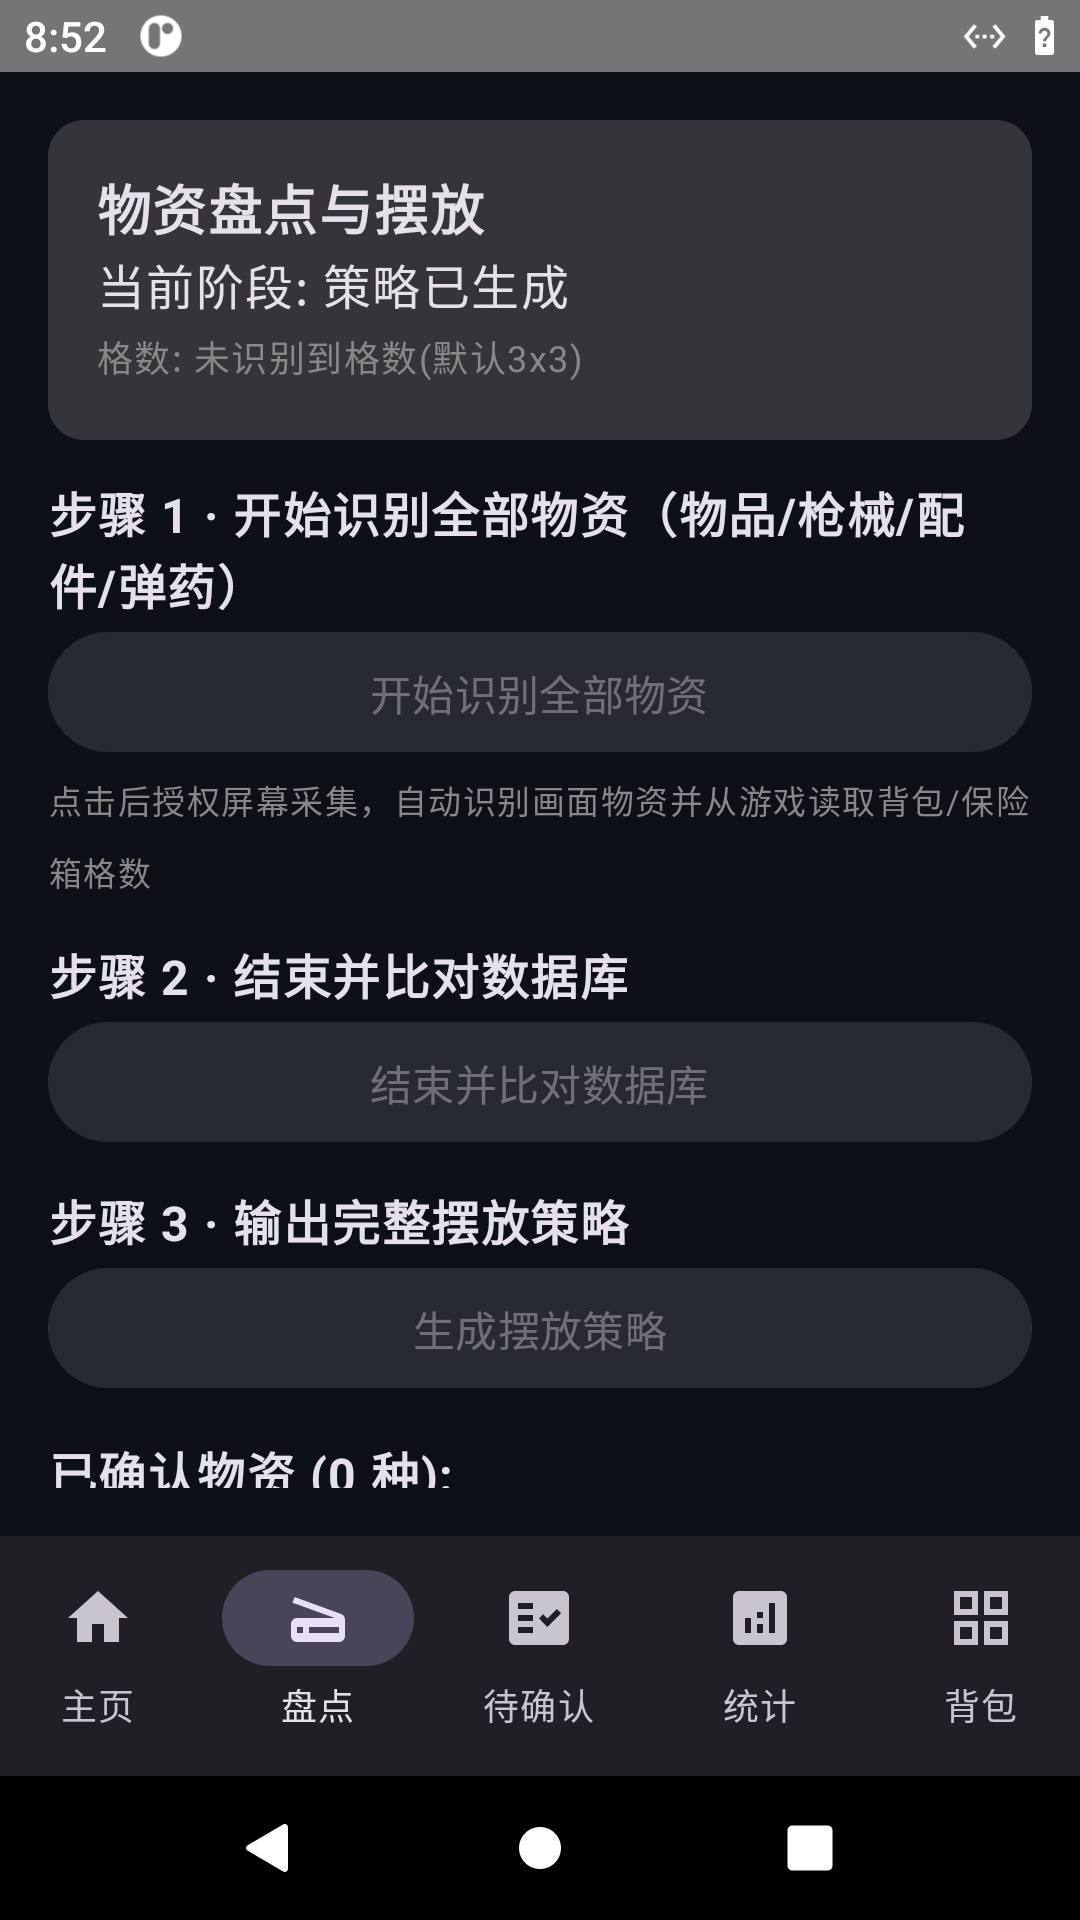 8:52
物资盘点与摆放
当前阶段: 策略已生成
格数: 未识别到格数(默认3x3)
步骤 1 · 开始识别全部物资（物品/枪械/配
件/弹药）
开始识别全部物资
点击后授权屏幕采集，自动识别画面物资并从游戏读取背包/保险
箱格数
步骤 2 · 结束并比对数据库
结束并比对数据库
步骤 3 · 输出完整摆放策略
生成摆放策略
已确认物资 (0 种):
主页
盘点
待确认
统计
背包